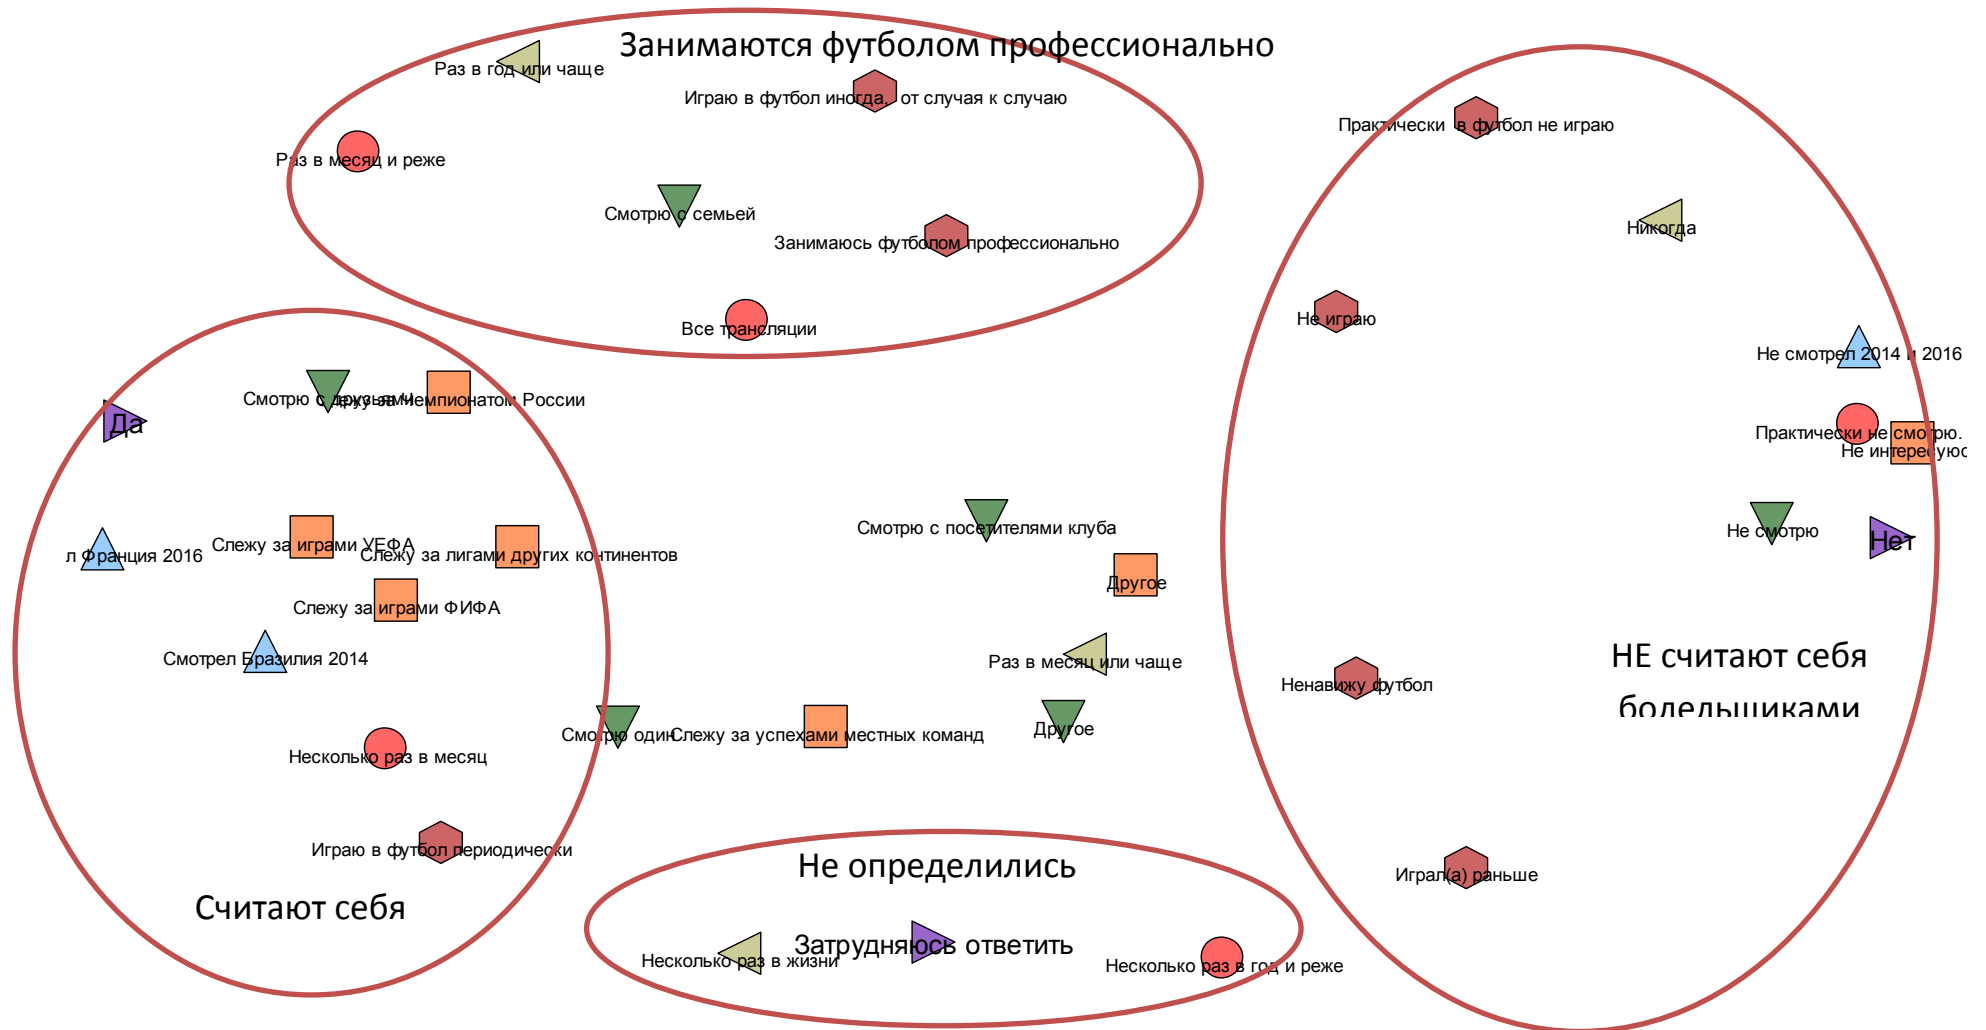 Занимаются футболом профессионально
Раз в год или чаще
Играю в футбол иногда, от случая к случаю
Раз в месяц и реже
Смотрю с семьей
Занимаюсь футболом профессионально
Все трансляции
Практически в футбол не играю
Никогда
Не играю
Не смотрел 2014 и 2016
Практически не смотрю.
Не интересуюс
Не смотрю
Нет
НЕ считают себя
болельщиками
Ненавижу футбол
Играл(а) раньше
Смотрю с друзьями
Слежу за Чемпионатом России
Да
Слежу за играми УЕФА
Слежу за лигами других континентов
л Франция 2016
Слежу за играми ФИФА
Смотрел Бразилия 2014
Несколько раз в месяц
Играю в футбол периодически
Считают себя
Смотрю с посетителями клуба
Другое
Раз в месяц или чаще
Другое
Смотрю один
Слежу за успехами местных команд
Не определились
Затрудняюсь ответить
Несколько раз в жизни
Несколько раз в год и реже